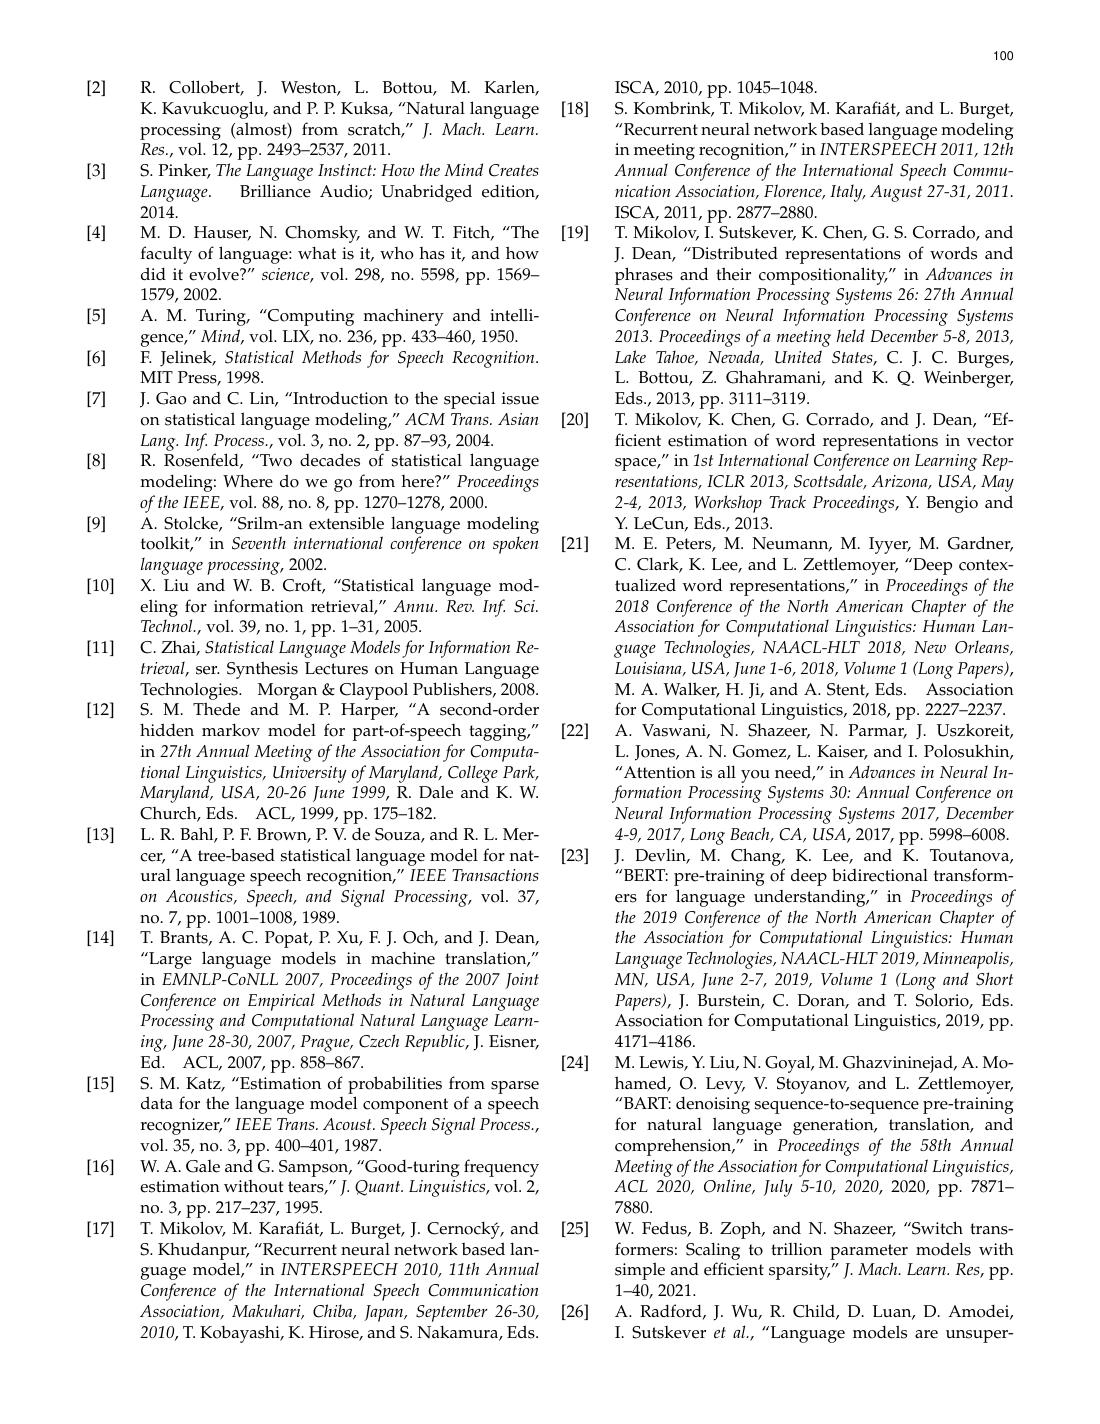 100
[2] R. Collobert, J. Weston, L. Bottou, M. Karlen,
K. Kavukcuoglu, and P. P. Kuksa, “Natural language
processing (almost) from scratch,” J. Mach. Learn.
Res., vol. 12, pp. 2493–2537, 2011.
[3] S. Pinker, The Language Instinct: How the Mind Creates
Language. Brilliance Audio; Unabridged edition,
2014.
[4] M. D. Hauser, N. Chomsky, and W. T. Fitch, “The
faculty of language: what is it, who has it, and how
did it evolve?” science, vol. 298, no. 5598, pp. 1569–
1579, 2002.
[5] A. M. Turing, “Computing machinery and intelli-
gence,” Mind, vol. LIX, no. 236, pp. 433–460, 1950.
[6] F. Jelinek, Statistical Methods for Speech Recognition.
MIT Press, 1998.
[7] J. Gao and C. Lin, “Introduction to the special issue
on statistical language modeling,” ACM Trans. Asian
Lang. Inf. Process., vol. 3, no. 2, pp. 87–93, 2004.
[8] R. Rosenfeld, “Two decades of statistical language
modeling: Where do we go from here?” Proceedings
of the IEEE, vol. 88, no. 8, pp. 1270–1278, 2000.
[9] A. Stolcke, “Srilm-an extensible language modeling
toolkit,” in Seventh international conference on spoken
language processing, 2002.
[10] X. Liu and W. B. Croft, “Statistical language mod-
eling for information retrieval,” Annu. Rev. Inf. Sci.
Technol., vol. 39, no. 1, pp. 1–31, 2005.
[11] C. Zhai, Statistical Language Models for Information Re-
trieval, ser. Synthesis Lectures on Human Language
Technologies. Morgan & Claypool Publishers, 2008.
[12] S. M. Thede and M. P. Harper, “A second-order
hidden markov model for part-of-speech tagging,”
in 27th Annual Meeting of the Association for Computa-
tional Linguistics, University of Maryland, College Park,
Maryland, USA, 20-26 June 1999, R. Dale and K. W.
Church, Eds. ACL, 1999, pp. 175–182.
[13] L. R. Bahl, P. F. Brown, P. V. de Souza, and R. L. Mer-
cer, “A tree-based statistical language model for nat-
ural language speech recognition,” IEEE Transactions
on Acoustics, Speech, and Signal Processing, vol. 37,
no. 7, pp. 1001–1008, 1989.
[14] T. Brants, A. C. Popat, P. Xu, F. J. Och, and J. Dean,
“Large language models in machine translation,”
in EMNLP-CoNLL 2007, Proceedings of the 2007 Joint
Conference on Empirical Methods in Natural Language
Processing and Computational Natural Language Learn-
ing, June 28-30, 2007, Prague, Czech Republic, J. Eisner,
Ed. ACL, 2007, pp. 858–867.
[15] S. M. Katz, “Estimation of probabilities from sparse
data for the language model component of a speech
recognizer,” IEEE Trans. Acoust. Speech Signal Process.,
vol. 35, no. 3, pp. 400–401, 1987.
[16] W. A. Gale and G. Sampson, “Good-turing frequency
estimation without tears,” J. Quant. Linguistics, vol. 2,
no. 3, pp. 217–237, 1995.
[17] T. Mikolov, M. Karafiát, L. Burget, J. Cernocký, and
S. Khudanpur, “Recurrent neural network based lan-
guage model,” in INTERSPEECH 2010, 11th Annual
Conference of the International Speech Communication
Association, Makuhari, Chiba, Japan, September 26-30,
2010, T. Kobayashi, K. Hirose, and S. Nakamura, Eds.
ISCA, 2010, pp. 1045–1048.
[18] S. Kombrink, T. Mikolov, M. Karafiát, and L. Burget,
“Recurrent neural network based language modeling
in meeting recognition,” in INTERSPEECH 2011, 12th
Annual Conference of the International Speech Commu-
nication Association, Florence, Italy, August 27-31, 2011.
ISCA, 2011, pp. 2877–2880.
[19] T. Mikolov, I. Sutskever, K. Chen, G. S. Corrado, and
J. Dean, “Distributed representations of words and
phrases and their compositionality,” in Advances in
Neural Information Processing Systems 26: 27th Annual
Conference on Neural Information Processing Systems
2013. Proceedings of a meeting held December 5-8, 2013,
Lake Tahoe, Nevada, United States, C. J. C. Burges,
L. Bottou, Z. Ghahramani, and K. Q. Weinberger,
Eds., 2013, pp. 3111–3119.
[20] T. Mikolov, K. Chen, G. Corrado, and J. Dean, “Ef-
ficient estimation of word representations in vector
space,” in 1st International Conference on Learning Rep-
resentations, ICLR 2013, Scottsdale, Arizona, USA, May
2-4, 2013, Workshop Track Proceedings, Y. Bengio and
Y. LeCun, Eds., 2013.
[21] M. E. Peters, M. Neumann, M. Iyyer, M. Gardner,
C. Clark, K. Lee, and L. Zettlemoyer, “Deep contex-
tualized word representations,” in Proceedings of the
2018 Conference of the North American Chapter of the
Association for Computational Linguistics: Human Lan-
guage Technologies, NAACL-HLT 2018, New Orleans,
Louisiana, USA, June 1-6, 2018, Volume 1 (Long Papers),
M. A. Walker, H. Ji, and A. Stent, Eds. Association
for Computational Linguistics, 2018, pp. 2227–2237.
[22] A. Vaswani, N. Shazeer, N. Parmar, J. Uszkoreit,
L. Jones, A. N. Gomez, L. Kaiser, and I. Polosukhin,
“Attention is all you need,” in Advances in Neural In-
formation Processing Systems 30: Annual Conference on
Neural Information Processing Systems 2017, December
4-9, 2017, Long Beach, CA, USA, 2017, pp. 5998–6008.
[23] J. Devlin, M. Chang, K. Lee, and K. Toutanova,
“BERT: pre-training of deep bidirectional transform-
ers for language understanding,” in Proceedings of
the 2019 Conference of the North American Chapter of
the Association for Computational Linguistics: Human
Language Technologies, NAACL-HLT 2019, Minneapolis,
MN, USA, June 2-7, 2019, Volume 1 (Long and Short
Papers), J. Burstein, C. Doran, and T. Solorio, Eds.
Association for Computational Linguistics, 2019, pp.
4171–4186.
[24] M. Lewis, Y. Liu, N. Goyal, M. Ghazvininejad, A. Mo-
hamed, O. Levy, V. Stoyanov, and L. Zettlemoyer,
“BART: denoising sequence-to-sequence pre-training
for natural language generation, translation, and
comprehension,” in Proceedings of the 58th Annual
Meeting of the Association for Computational Linguistics,
ACL 2020, Online, July 5-10, 2020, 2020, pp. 7871–
7880.
[25] W. Fedus, B. Zoph, and N. Shazeer, “Switch trans-
formers: Scaling to trillion parameter models with
simple and efficient sparsity,” J. Mach. Learn. Res, pp.
1–40, 2021.
[26] A. Radford, J. Wu, R. Child, D. Luan, D. Amodei,
I. Sutskever et al., “Language models are unsuper-